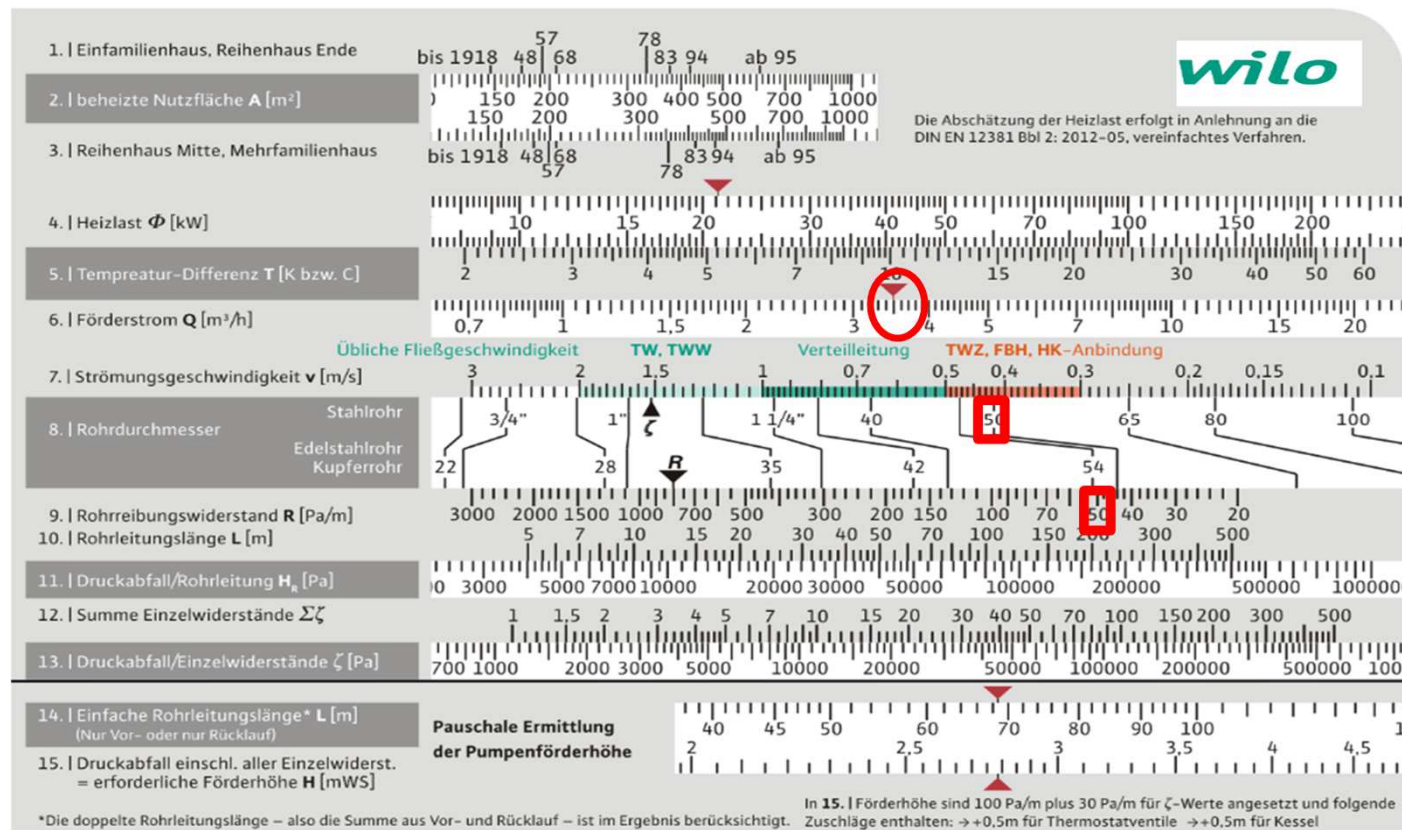 57 78
1. | Einfamilienhaus, Reihenhaus Ende bis 1918 48 68 83 94 ab 95
wilo
2. | beheizte Nutzfläche A [m²] 150 200 300 400 500 700 1000
150 200 300 500 700 1000
Die Abschätzung der Heizlast erfolgt in Anlehnung an die
DIN EN 12381 Bbl 2: 2012-05, vereinfachtes Verfahren.
3. | Reihenhaus Mitte, Mehrfamilienhaus bis 1918 48 68 83 94 ab 95
57 78
4. | Heizlast Φ [kW] 10 15 20 30 40 50 70 100 150 200
5. | Tempreatur-Differenz T [K bzw. C] 2 3 4 5 7 10 15 20 30 40 50 60
6. | Förderstrom Q [m³/h] 0,7 1 1,5 2 3 4 5 7 10 15 20
Übliche Fließgeschwindigkeit TW, TWW Verteilleitung TWZ, FBH, HK-Anbindung
7. | Strömungsgeschwindigkeit v [m/s] 3 2 1,5 1 0,7 0,5 0,4 0,3 0,2 0,15 0,1
8. | Rohrdurchmesser
Stahlrohr 3/4" 1" ζ 1 1/4" 40 50 65 80 100
Edelstahlrohr
Kupferrohr 22 28 R 35 42 54
9. | Rohrreibungswiderstand R [Pa/m] 3000 2000 1500 1000 700 500 300 200 150 100 70 50 40 30 20
10. | Rohrleitungslänge L [m] 5 7 10 15 20 30 40 50 70 100 150 200 300 500
11. | Druckabfall/Rohrleitung HR [Pa] 3000 5000 7000 10000 20000 30000 50000 100000 200000 500000 100000
12. | Summe Einzelwiderstände Σζ 1 1,5 2 3 4 5 7 10 15 20 30 40 50 70 100 150 200 300 500
13. | Druckabfall/Einzelwiderstände ζ [Pa] 700 1000 2000 3000 5000 10000 20000 50000 100000 200000 500000 100
14. | Einfache Rohrleitungslänge* L [m]
(Nur Vor- oder nur Rücklauf)
Pauschale Ermittlung
der Pumpenförderhöhe
40 45 50 60 70 80 90 100 1
2 2,5 3 3,5 4 4,5
15. | Druckabfall einschl. aller Einzelwiderst.
= erforderliche Förderhöhe H [mWS]
In 15. | Förderhöhe sind 100 Pa/m plus 30 Pa/m für ζ-Werte angesetzt und folgende
*Die doppelte Rohrleitungslänge – also die Summe aus Vor- und Rücklauf – ist im Ergebnis berücksichtigt. Zuschläge enthalten: →+0,5m für Thermostatventile →+0,5m für Kessel